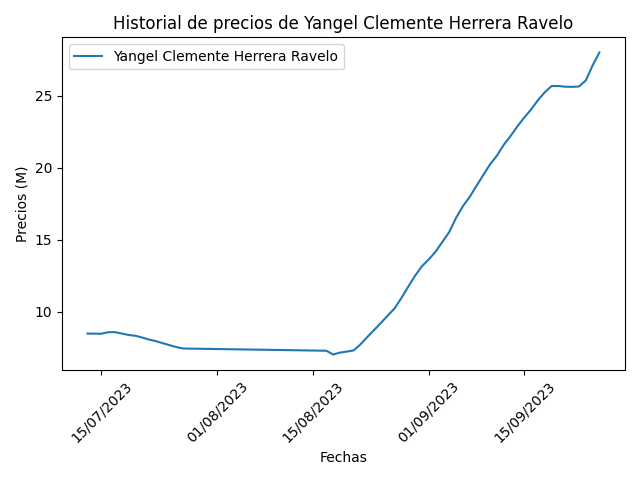 Historial de precios de Yangel Clemente Herrera Ravelo
Yangel Clemente Herrera Ravelo
Precios (M)
25
20
15
10
15/07/2023
01/08/2023
15/08/2023
01/09/2023
15/09/2023
Fechas